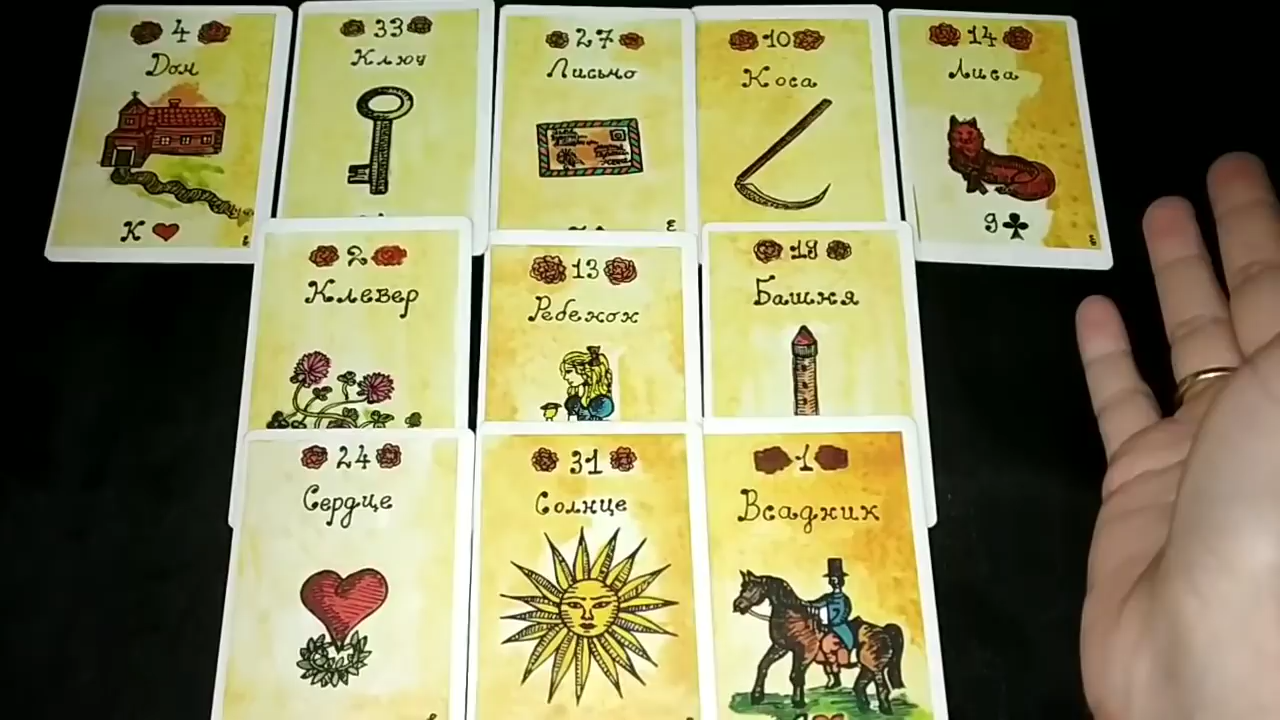 4
Дом
К
33
Ключ
27
Письмо
10
Коса
14
Лиса
9
2
Клевер
13
Ребенок
19
Башня
24
Сердце
31
Солнце
1
Всадник